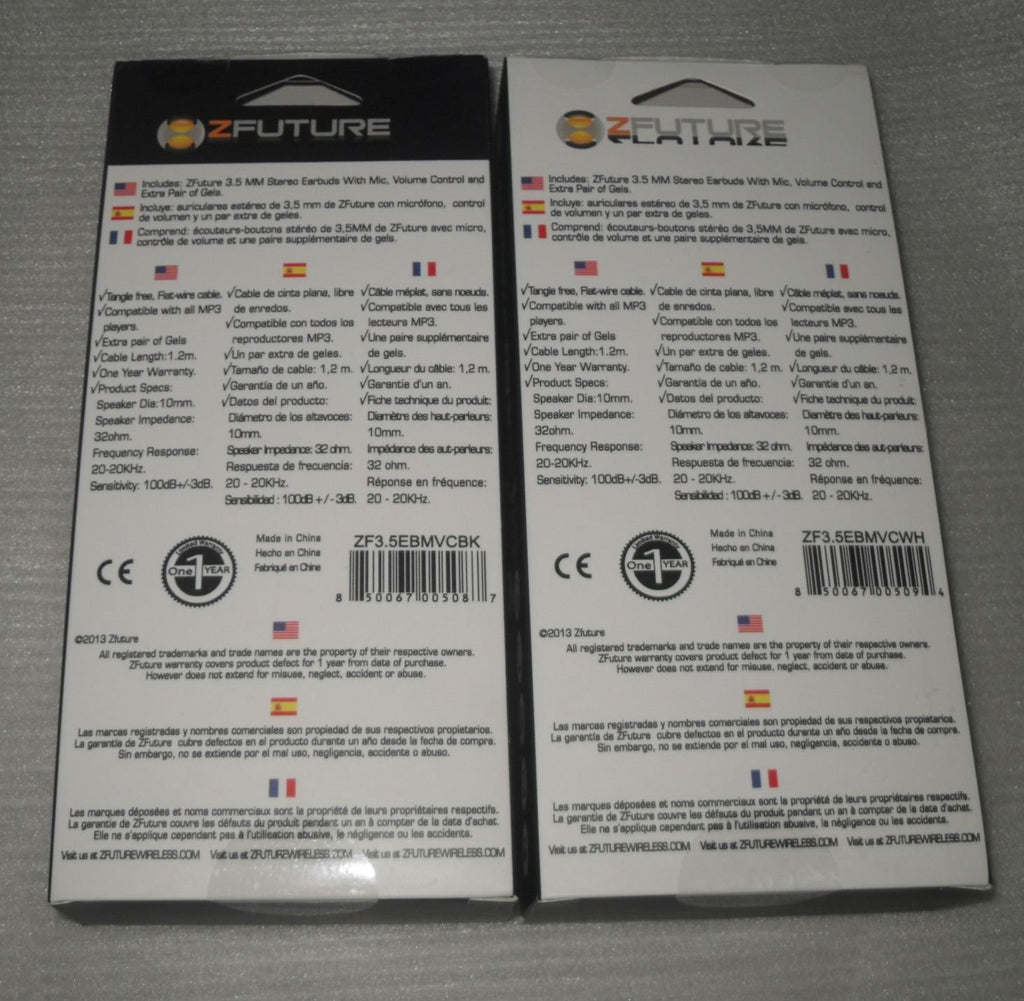 ZFUTURE
Includes: ZFuture 3.5 MM Stereo Earbuds With Mic, Volume Control and
Extra Pair of Gels.
Incluye: auriculares estéreo de 3,5 mm de ZFuture con micrófono, control
de volumen y un par extra de geles.
Comprend: écouteurs-boutons stéréo de 3,5MM de ZFuture avec micro,
contrôle de volume et une paire supplémentaire de gels.
√Tangle free, Flat-wire cable.
√Compatible with all MP3
players.
√Extra pair of Gels
√Cable Length:1.2m.
√One Year Warranty.
√Product Specs:
Speaker Dia:10mm.
Speaker Impedance:
32ohm.
Frequency Response:
20-20KHz.
Sensitivity: 100dB+/-3dB.
√Cable de cinta plana, libre
de enredos.
√Compatible con todos los
reproductores MP3.
√Un par extra de geles.
√Tamaño de cable: 1,2 m.
√Garantía de un año.
√Datos del producto:
Diámetro de los altavoces:
10mm.
Speaker Impedance: 32 ohm.
Respuesta de frecuencia:
20 - 20KHz.
Sensibilidad : 100dB +/- 3dB.
√Câble méplat, sans noeuds.
√Compatible avec tous les
lecteurs MP3.
√Une paire supplémentaire
de gels.
√Longueur du câble: 1,2 m.
√Garantie d'un an.
√Fiche technique du produit:
Diamètre des haut-parleurs:
10mm.
Impédance des aut-parleurs:
32 ohm.
Réponse en fréquence:
20 - 20KHz.
CE
Limited Warranty
One 1 YEAR
Made in China
Hecho en China
Fabriqué en Chine
ZF3.5EBMVCBK
8 50067 00508 7
©2013 Zfuture
All registered trademarks and trade names are the property of their respective owners.
ZFuture warranty covers product defect for 1 year from date of purchase.
However does not extend for misuse, neglect, accident or abuse.
Las marcas registradas y nombres comerciales son propiedad de sus respectivos propietarios.
La garantía de ZFuture cubre defectos en el producto durante un año desde la fecha de compra.
Sin embargo, no se extiende por el mal uso, negligencia, accidente o abuso.
Les marques déposées et noms commerciaux sont la propriété de leurs propriétaires respectifs.
La garantie de ZFuture couvre les défauts du produit pendant un an à compter de la date d'achat.
Elle ne s'applique cependant pas à l'utilisation abusive, la négligence ou les accidents.
Visit us at ZFUTUREWIRELESS.COM Visit us at ZFUTUREWIRELESS.COM Visit us at ZFUTUREWIRELESS.COM
ZFUTURE
Includes: ZFuture 3.5 MM Stereo Earbuds With Mic, Volume Control and
Extra Pair of Gels.
Incluye: auriculares estéreo de 3,5 mm de ZFuture con micrófono, control
de volumen y un par extra de geles.
Comprend: écouteurs-boutons stéréo de 3,5MM de ZFuture avec micro,
contrôle de volume et une paire supplémentaire de gels.
√Tangle free, Flat-wire cable.
√Compatible with all MP3
players.
√Extra pair of Gels
√Cable Length:1.2m.
√One Year Warranty.
√Product Specs:
Speaker Dia:10mm.
Speaker Impedance:
32ohm.
Frequency Response:
20-20KHz.
Sensitivity: 100dB+/-3dB.
√Cable de cinta plana, libre
de enredos.
√Compatible con todos los
reproductores MP3.
√Un par extra de geles.
√Tamaño de cable: 1,2 m.
√Garantía de un año.
√Datos del producto:
Diámetro de los altavoces:
10mm.
Speaker Impedance: 32 ohm.
Respuesta de frecuencia:
20 - 20KHz.
Sensibilidad : 100dB +/- 3dB.
√Câble méplat, sans noeuds.
√Compatible avec tous les
lecteurs MP3.
√Une paire supplémentaire
de gels.
√Longueur du câble: 1,2 m.
√Garantie d'un an.
√Fiche technique du produit:
Diamètre des haut-parleurs:
10mm.
Impédance des aut-parleurs:
32 ohm.
Réponse en fréquence:
20 - 20KHz.
CE
Limited Warranty
One 1 YEAR
Made in China
Hecho en China
Fabriqué en Chine
ZF3.5EBMVCWH
8 50067 00509 4
©2013 Zfuture
All registered trademarks and trade names are the property of their respective owners.
ZFuture warranty covers product defect for 1 year from date of purchase.
However does not extend for misuse, neglect, accident or abuse.
Las marcas registradas y nombres comerciales son propiedad de sus respectivos propietarios.
La garantía de ZFuture cubre defectos en el producto durante un año desde la fecha de compra.
Sin embargo, no se extiende por el mal uso, negligencia, accidente o abuso.
Les marques déposées et noms commerciaux sont la propriété de leurs propriétaires respectifs.
La garantie de ZFuture couvre les défauts du produit pendant un an à compter de la date d'achat.
Elle ne s'applique cependant pas à l'utilisation abusive, la négligence ou les accidents.
Visit us at ZFUTUREWIRELESS.COM Visit us at ZFUTUREWIRELESS.COM Visit us at ZFUTUREWIRELESS.COM